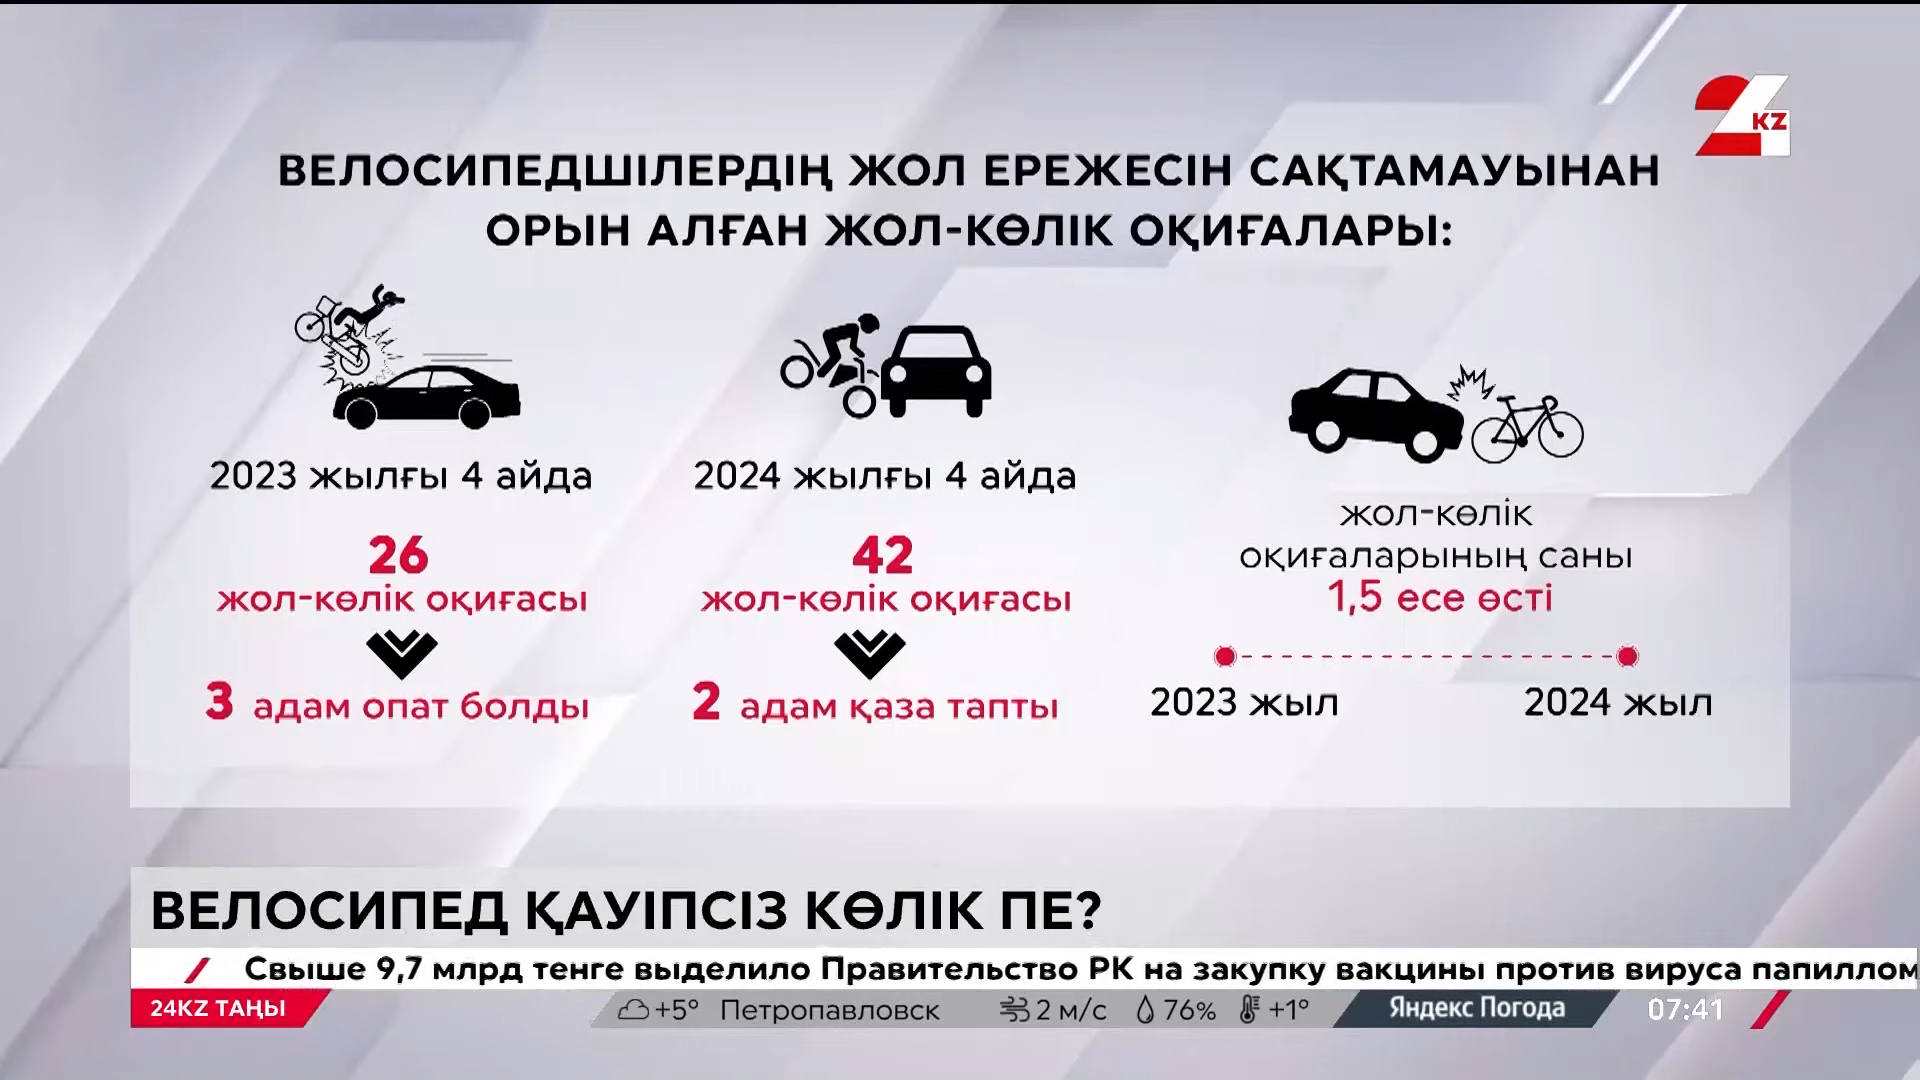 24 KZ
ВЕЛОСИПЕДШІЛЕРДІҢ ЖОЛ ЕРЕЖЕСІН САҚТАМАУЫНАН
ОРЫН АЛҒАН ЖОЛ-КӨЛІК ОҚИҒАЛАРЫ:
2023 жылғы 4 айда
26
жол-көлік оқиғасы
3 адам опат болды
2024 жылғы 4 айда
42
жол-көлік оқиғасы
2 адам қаза тапты
жол-көлік
оқиғаларының саны
1,5 есе өсті
2023 жыл
2024 жыл
ВЕЛОСИПЕД ҚАУІПСІЗ КӨЛІК ПЕ?
Свыше 9,7 млрд тенге выделило Правительство РК на закупку вакцины против вируса папиллом
24KZ ТАҢЫ
+5° Петропавловск 2 м/с 76% +1° Яндекс Погода 07:41